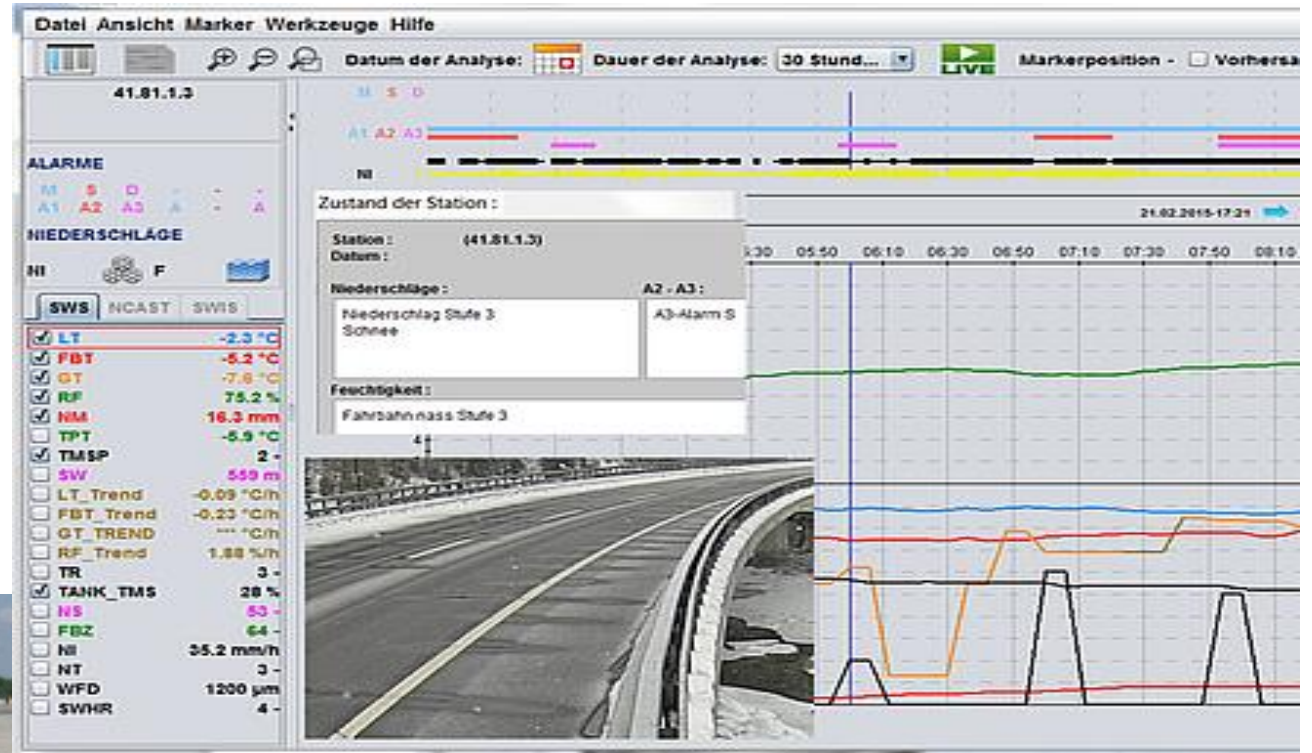 Datei Ansicht Marker Werkzeuge Hilfe
Datum der Analyse: Dauer der Analyse: 30 Stund... LIVE Markerposition - Vorhersa
41.81.1.3
M S D
A1 A2 A3
NI
ALARME
M S D - - -
A1 A2 A3 A - A
NIEDERSCHLÄGE
NI F
SWS NCAST SWIS
LT -2.3 °C
FBT -5.2 °C
GT -7.6 °C
RF 75.2 %
NM 16.3 mm
TPT -5.9 °C
TMSP 2 -
SW 559 m
LT_Trend -0.09 °C/h
FBT_Trend -0.23 °C/h
GT_TREND --- °C/h
RF_Trend 1.88 %/h
TR 3 -
TANK_TMS 28 %
NS 53 -
FBZ 64 -
NI 35.2 mm/h
NT 3 -
WFD 1200 µm
SWHR 4 -
Zustand der Station :
Station : (41.81.1.3)
Datum :
Niederschläge : A2 - A3 :
Niederschlag Stufe 3 A3-Alarm S
Schnee
Feuchtigkeit :
Fahrbahn nass Stufe 3
4
21.02.2015-17:21
:30 05:50 06:10 06:30 06:50 07:10 07:30 07:50 08:10